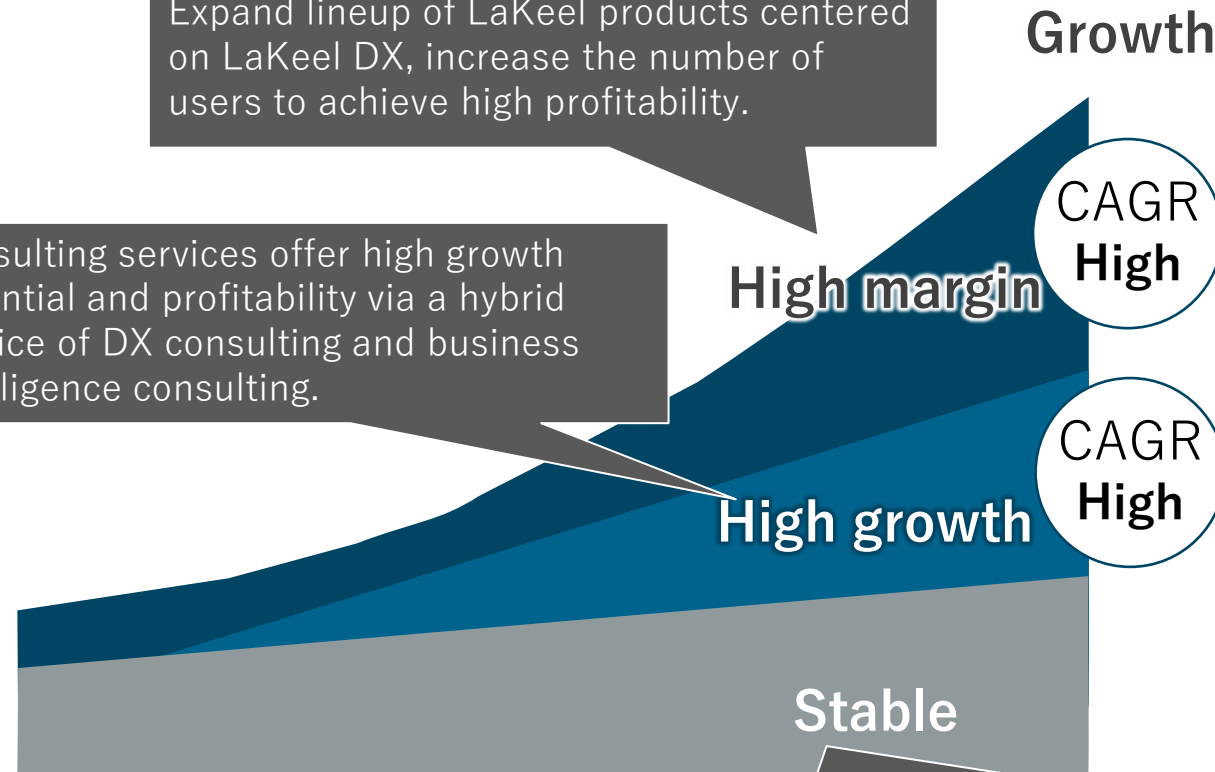 Expand lineup of LaKeel products centered
on LaKeel DX, increase the number of
users to achieve high profitability.
Growth
CAGR
High
sulting services offer high growth
ntial and profitability via a hybrid
ice of DX consulting and business
ligence consulting.
High margin
CAGR
High
High growth
Stable